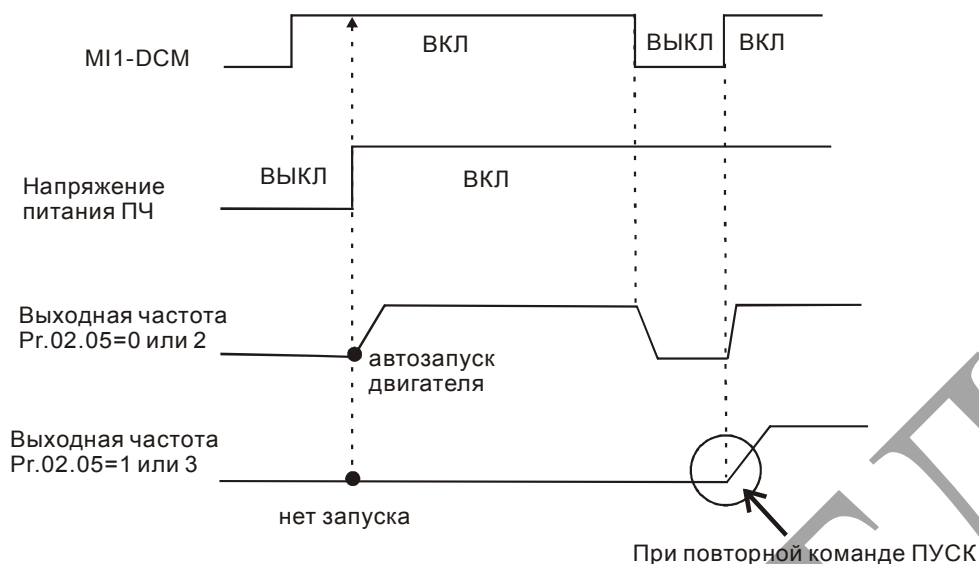 MI1-DCM
ВКЛ
ВЫКЛ
ВКЛ
Напряжение
питания ПЧ
ВЫКЛ
ВКЛ
Выходная частота
Pr.02.05=0 или 2
автозапуск
двигателя
Выходная частота
Pr.02.05=1 или 3
нет запуска
При повторной команде ПУСК